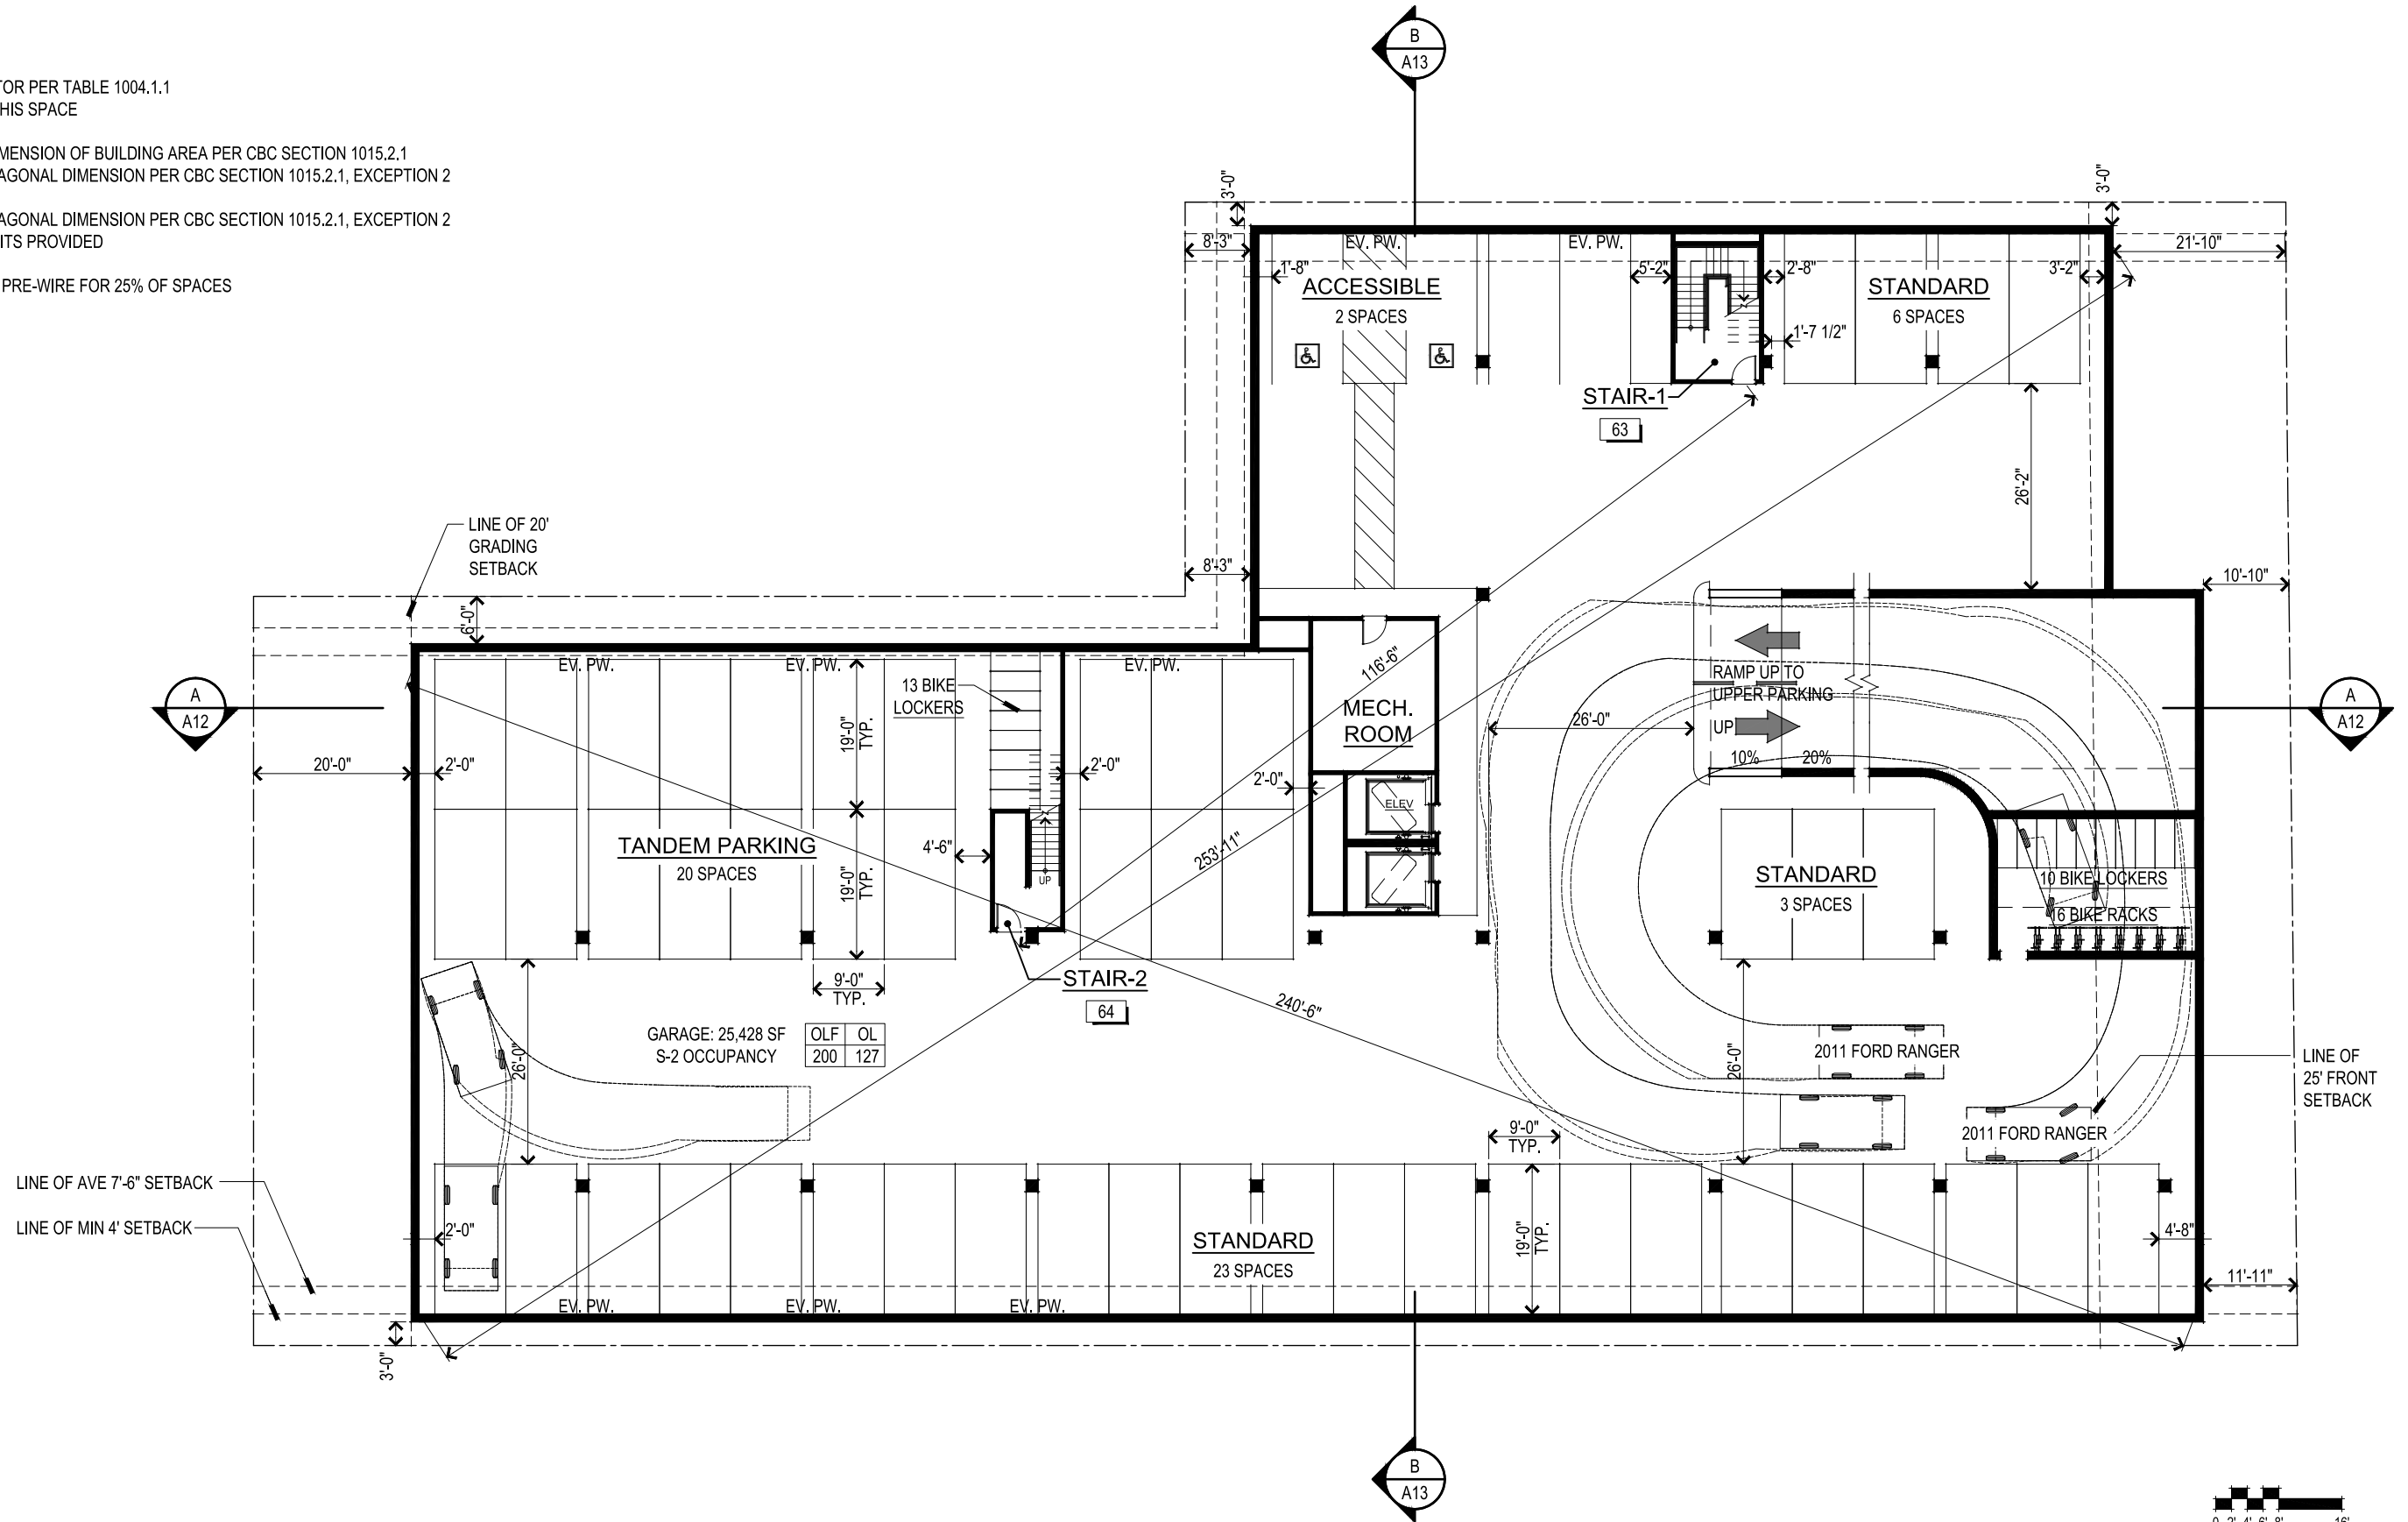 TOR PER TABLE 1004.1.1
HIS SPACE
MENSION OF BUILDING AREA PER CBC SECTION 1015.2.1
AGONAL DIMENSION PER CBC SECTION 1015.2.1, EXCEPTION 2
AGONAL DIMENSION PER CBC SECTION 1015.2.1, EXCEPTION 2
ITS PROVIDED
PRE-WIRE FOR 25% OF SPACES
B
A13
3'-0"
3'-0"
8'-3"
EV. PW.
EV. PW.
21'-10"
1'-8"
5'-2"
2'-8"
3'-2"
ACCESSIBLE
2 SPACES
STANDARD
6 SPACES
1'-7 1/2"
STAIR-1
63
26'-2"
LINE OF 20'
GRADING
SETBACK
8'-3"
10'-10"
6'-0"
EV. PW.
EV. PW.
EV. PW.
13 BIKE
LOCKERS
116'-6"
RAMP UP TO
UPPER PARKING
A
A12
MECH.
ROOM
26'-0"
UP
A
A12
19'-0"
TYP.
20'-0"
2'-0"
2'-0"
2'-0"
10%
20%
ELEV
TANDEM PARKING
20 SPACES
4'-6"
253'-11"
19'-0"
TYP.
UP
STANDARD
3 SPACES
10 BIKE LOCKERS
16 BIKE RACKS
9'-0"
TYP.
STAIR-2
64
240'-6"
GARAGE: 25,428 SF
S-2 OCCUPANCY
OLF OL
200 127
26'-0"
26'-0"
2011 FORD RANGER
LINE OF
25' FRONT
SETBACK
9'-0"
TYP.
2011 FORD RANGER
LINE OF AVE 7'-6" SETBACK
LINE OF MIN 4' SETBACK
2'-0"
STANDARD
23 SPACES
19'-0"
TYP.
4'-8"
11'-11"
EV. PW.
EV. PW.
EV. PW.
3'-0"
B
A13
0 2' 4' 6' 8' 16'